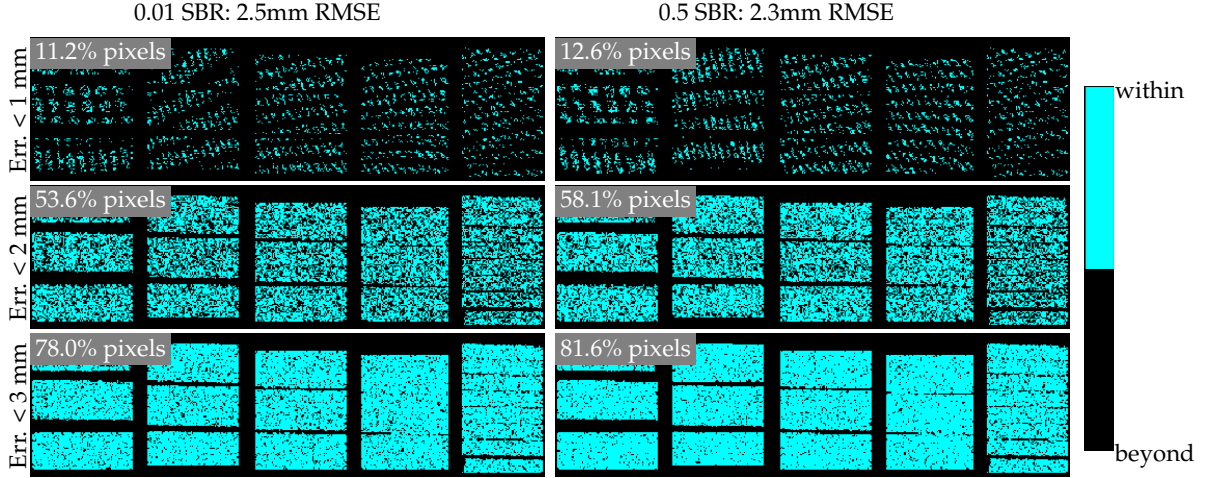 0.01 SBR: 2.5mm RMSE
0.5 SBR: 2.3mm RMSE
Err. < 1 mm
11.2% pixels
12.6% pixels
Err. < 2 mm
53.6% pixels
58.1% pixels
Err. < 3 mm
78.0% pixels
81.6% pixels
within
beyond